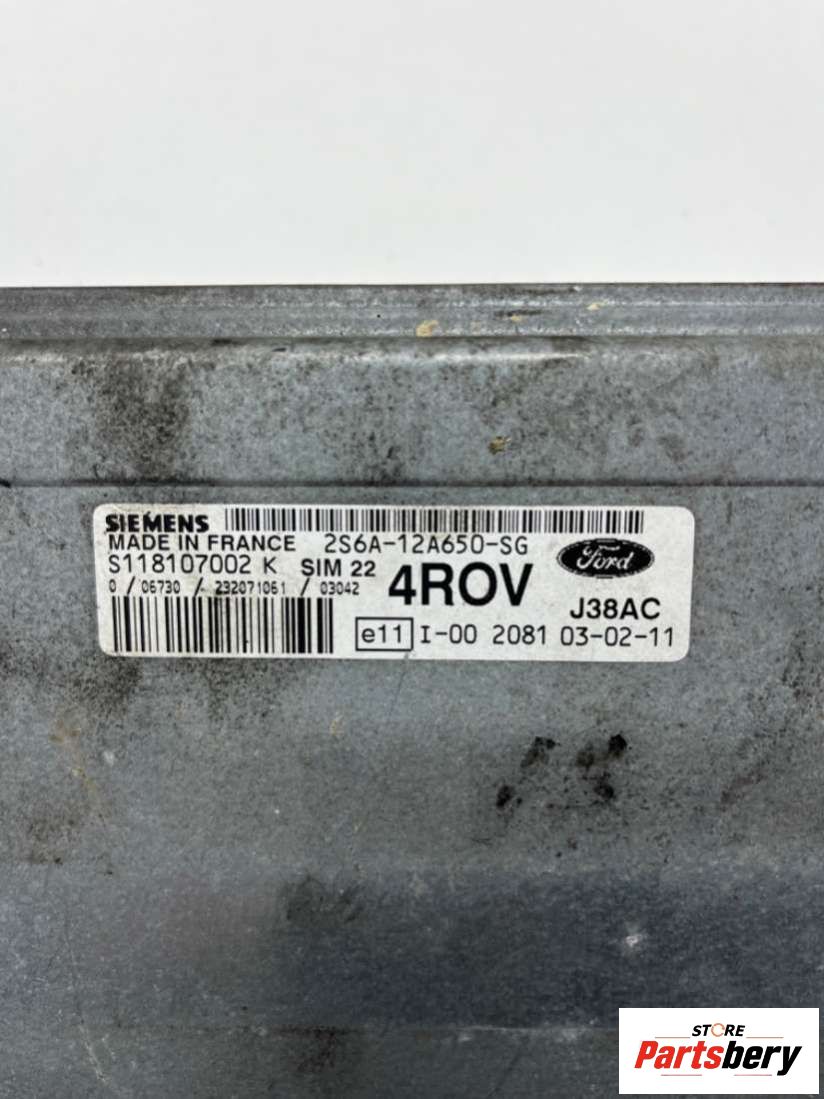 SIEMENS
MADE IN FRANCE 2S6A-12A650-SG Ford
S118107002 K SIM 22 4ROV
0 / 06730 / 232071061 / 03042
J38AC
e11 I-00 2081 03-02-11
STORE
Partsbery